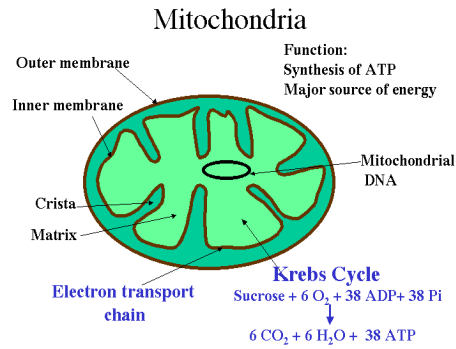 Mitochondria
Function:
Synthesis of ATP
Major source of energy
Outer membrane
Inner membrane
Mitochondrial
DNA
Crista
Matrix
Electron transport
chain
Krebs Cycle
Sucrose + 6 O₂ + 38 ADP+ 38 Pi
6 CO₂ + 6 H₂O + 38 ATP